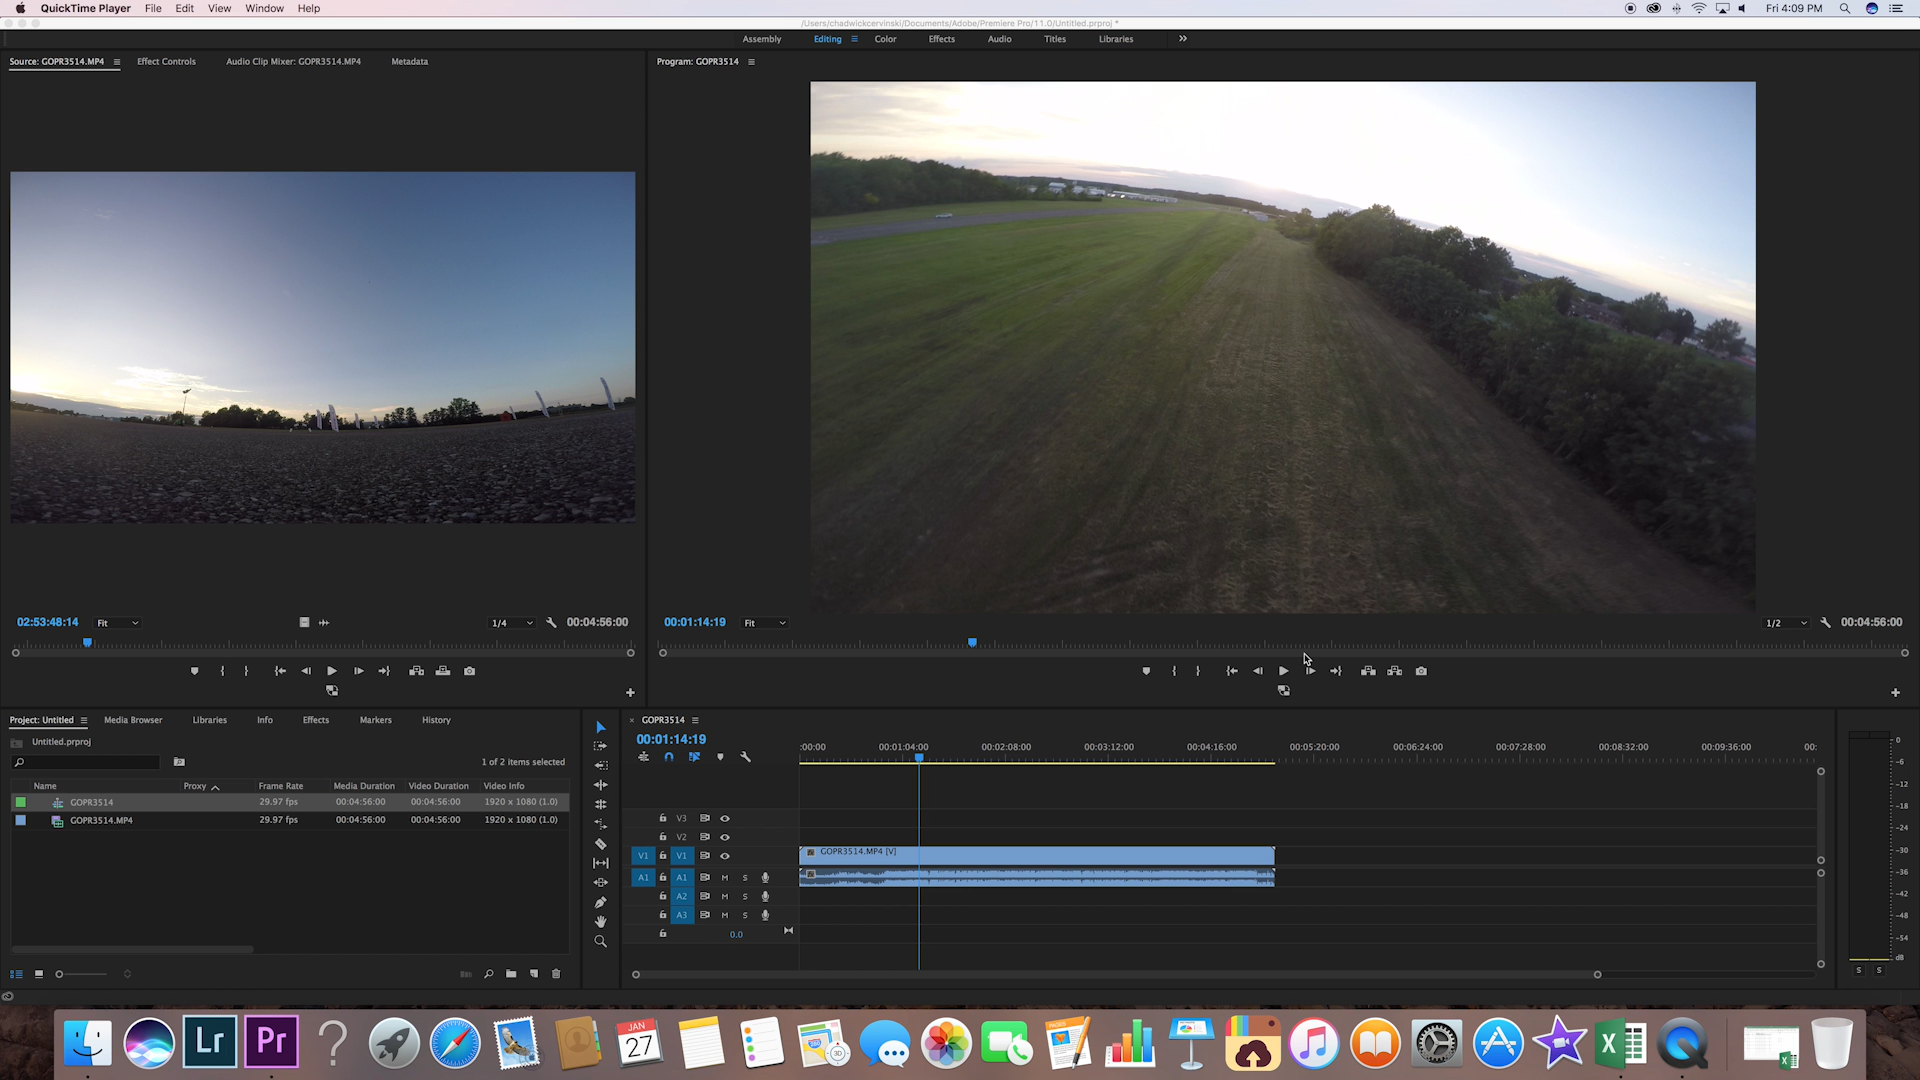 QuickTime Player File Edit View Window Help Fri 4:09 PM
/Users/chadwickcervinski/Documents/Adobe/Premiere Pro/11.0/Untitled.prproj *
Assembly Editing Color Effects Audio Titles Libraries
Source: GOPR3514.MP4 Effect Controls Audio Clip Mixer: GOPR3514.MP4 Metadata
Program: GOPR3514
02:53:48:14 Fit 1/4 00:04:56:00
00:01:14:19 Fit 1/2 00:04:56:00
Project: Untitled Media Browser Libraries Info Effects Markers History
Untitled.prproj
1 of 2 items selected
Name Proxy Frame Rate Media Duration Video Duration Video Info
GOPR3514 29.97 fps 00:04:56:00 00:04:56:00 1920 x 1080 (1.0)
GOPR3514.MP4 29.97 fps 00:04:56:00 00:04:56:00 1920 x 1080 (1.0)
× GOPR3514
00:01:14:19
:00:00 00:01:04:00 00:02:08:00 00:03:12:00 00:04:16:00 00:05:20:00 00:06:24:00 00:07:28:00 00:08:32:00 00:09:36:00 00:
V3
V2
V1 V1 GOPR3514.MP4 [V]
A1 A1 M S
A2 M S
A3 M S
0.0
0
-6
-12
-18
-24
-30
-36
-42
-48
-54
dB
S S
Lr Pr ? JAN 27 3D